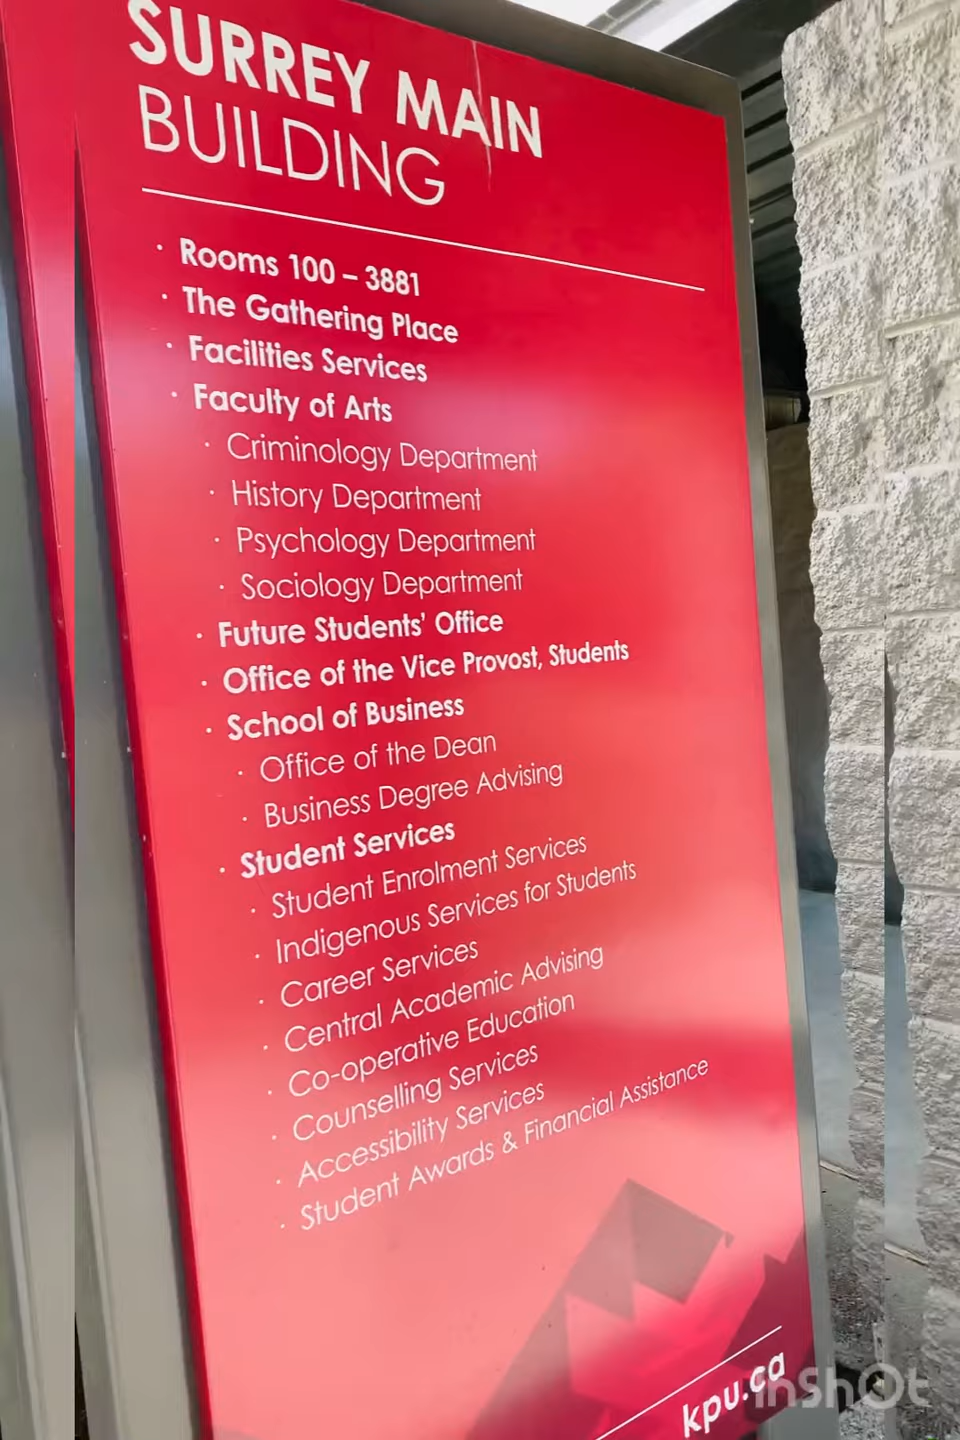 SURREY MAIN
BUILDING
· Rooms 100 – 3881
· The Gathering Place
· Facilities Services
· Faculty of Arts
· Criminology Department
· History Department
· Psychology Department
· Sociology Department
· Future Students' Office
· Office of the Vice Provost, Students
· School of Business
· Office of the Dean
· Business Degree Advising
· Student Services
· Student Enrolment Services
· Indigenous Services for Students
· Career Services
· Central Academic Advising
· Co-operative Education
· Counselling Services
· Accessibility Services
· Student Awards & Financial Assistance
kpu.ca
InShOt